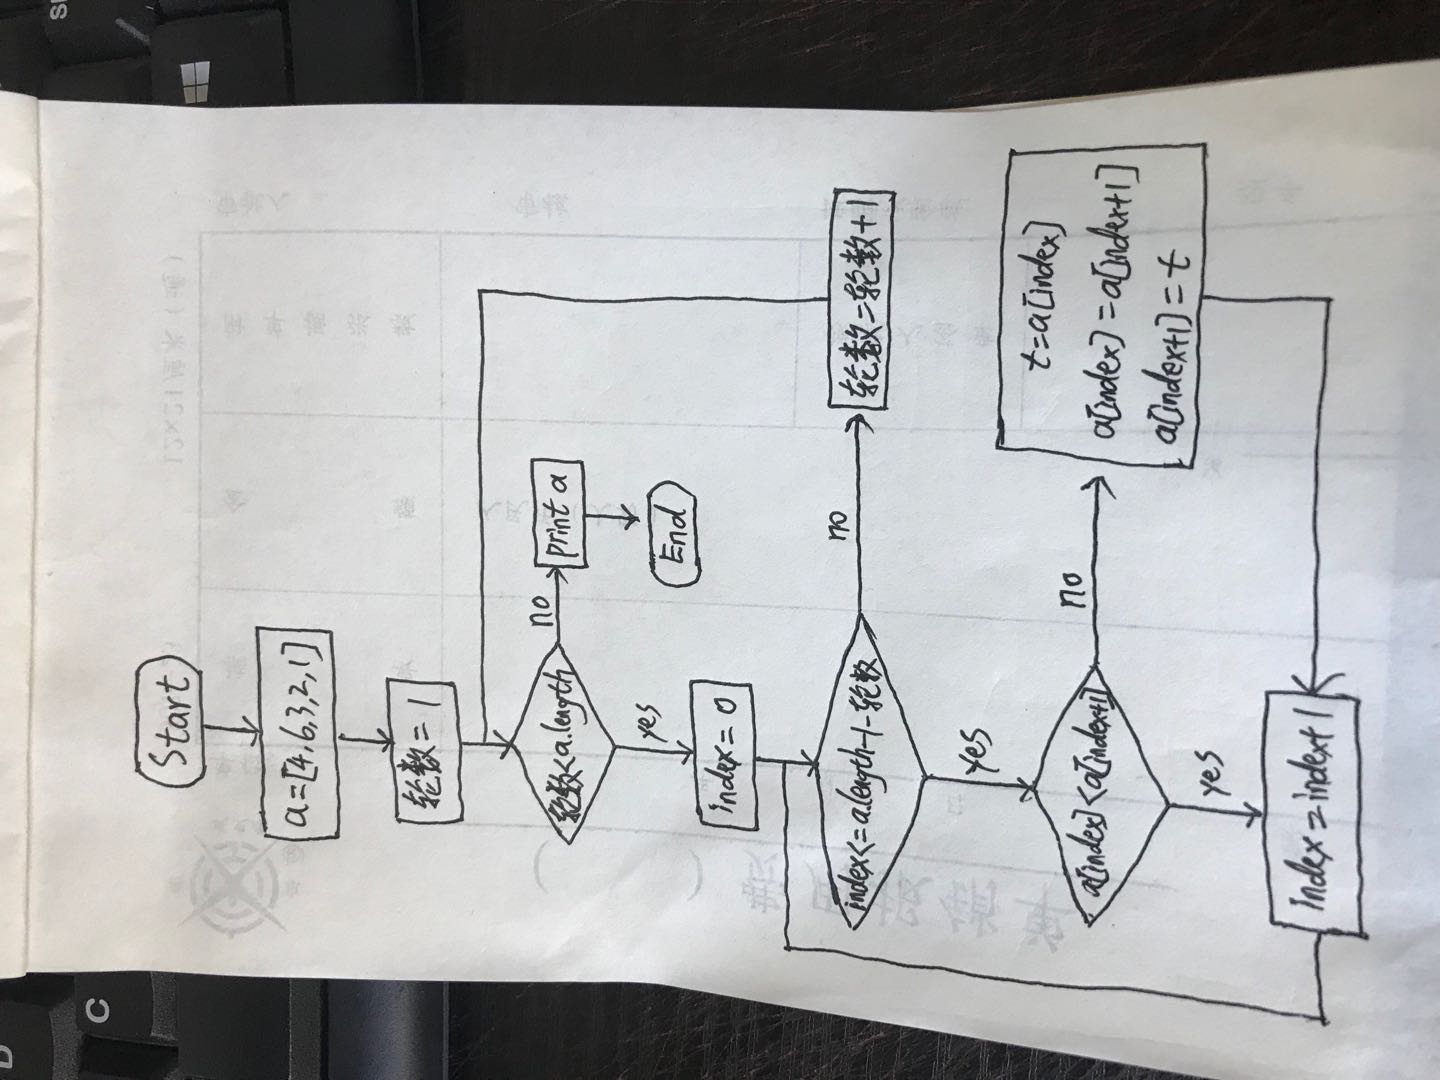 D
C
Start
a=[4,6,3,2,1]
轮数=1
轮数<a.length
no
print a
End
yes
index=0
index<=a.length-1-轮数
no
轮数=轮数+1
yes
a[index]<a[index+1]
no
t=a[index]
a[index]=a[index+1]
a[index+1]=t
yes
index=index+1